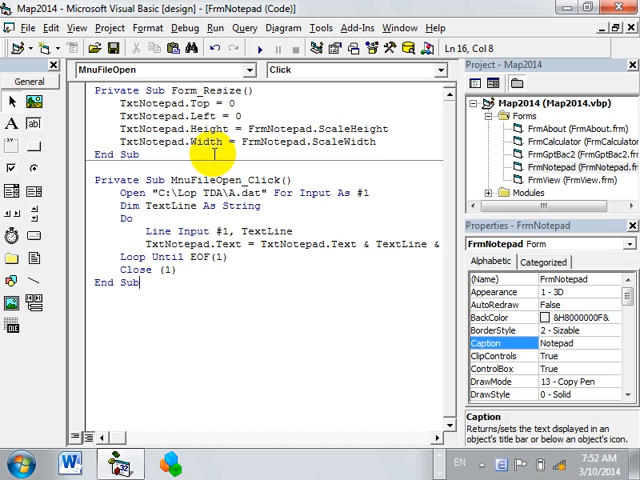 Map2014 - Microsoft Visual Basic [design] - [FrmNotepad (Code)]
File Edit View Project Format Debug Run Query Diagram Tools Add-Ins Window Help
Ln 16, Col 8
General
MnuFileOpen Click
Private Sub Form_Resize()
TxtNotepad.Top = 0
TxtNotepad.Left = 0
TxtNotepad.Height = FrmNotepad.ScaleHeight
TxtNotepad.Width = FrmNotepad.ScaleWidth
End Sub
Private Sub MnuFileOpen_Click()
Open "C:\Lop TDA\A.dat" For Input As #1
Dim TextLine As String
Do
Line Input #1, TextLine
TxtNotepad.Text = TxtNotepad.Text & TextLine &
Loop Until EOF(1)
Close (1)
End Sub
Project - Map2014
Map2014 (Map2014.vbp)
Forms
FrmAbout (FrmAbout.frm)
FrmCalculator (FrmCalculator.frm)
FrmGptBac2 (FrmGptBac2.frm)
FrmNotepad (FrmNotepad.frm)
FrmView (FrmView.frm)
Modules
Properties - FrmNotepad
FrmNotepad Form
Alphabetic Categorized
(Name) FrmNotepad
Appearance 1 - 3D
AutoRedraw False
BackColor &H8000000F&
BorderStyle 2 - Sizable
Caption Notepad
ClipControls True
ControlBox True
DrawMode 13 - Copy Pen
DrawStyle 0 - Solid
Caption
Returns/sets the text displayed in an object's title bar or below an object's icon.
EN
7:52 AM
3/10/2014